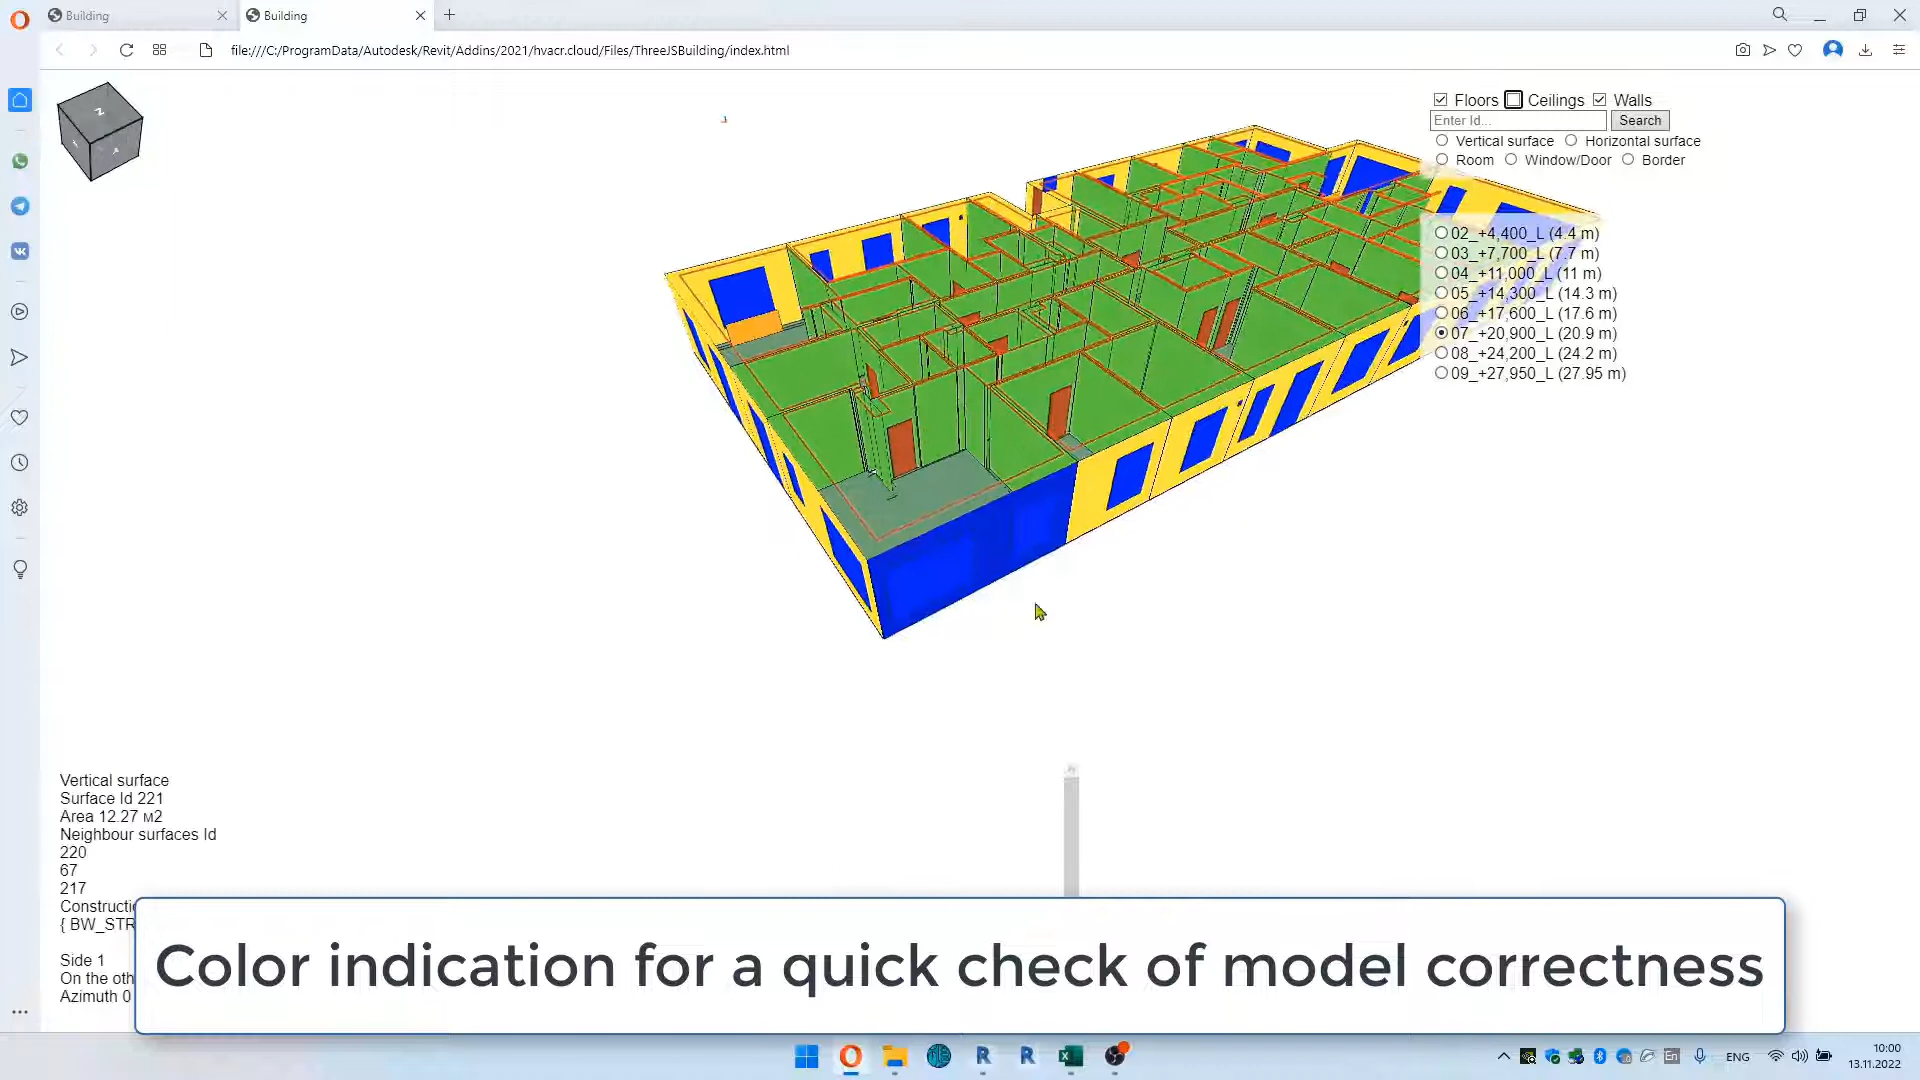 Building
Building
file:///C:/ProgramData/Autodesk/Revit/Addins/2021/hvacr.cloud/Files/ThreeJSBuilding/index.html
Floors Ceilings Walls
Enter Id... Search
Vertical surface Horizontal surface
Room Window/Door Border
02_+4,400_L (4.4 m)
03_+7,700_L (7.7 m)
04_+11,000_L (11 m)
05_+14,300_L (14.3 m)
06_+17,600_L (17.6 m)
07_+20,900_L (20.9 m)
08_+24,200_L (24.2 m)
09_+27,950_L (27.95 m)
Vertical surface
Surface Id 221
Area 12.27 м2
Neighbour surfaces Id
220
67
217
Constructi
{ BW_STR
Side 1
On the oth
Azimuth 0
Color indication for a quick check of model correctness
ENG
10:00
13.11.2022